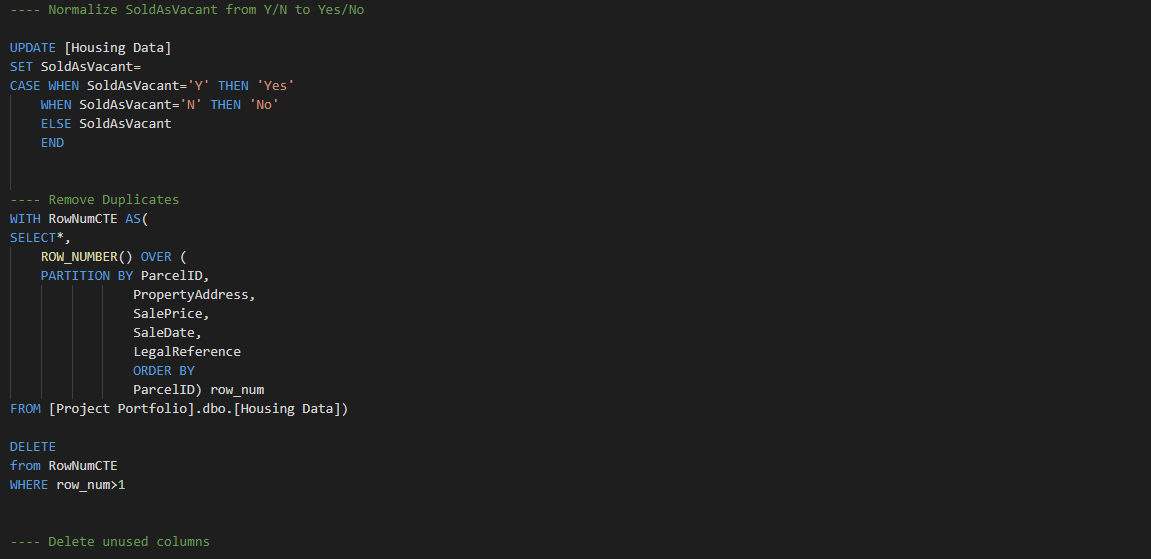 ---- Normalize SoldAsVacant from Y/N to Yes/No
UPDATE [Housing Data]
SET SoldAsVacant=
CASE WHEN SoldAsVacant='Y' THEN 'Yes'
WHEN SoldAsVacant='N' THEN 'No'
ELSE SoldAsVacant
END
---- Remove Duplicates
WITH RowNumCTE AS(
SELECT*,
ROW_NUMBER() OVER (
PARTITION BY ParcelID,
PropertyAddress,
SalePrice,
SaleDate,
LegalReference
ORDER BY
ParcelID) row_num
FROM [Project Portfolio].dbo.[Housing Data])
DELETE
from RowNumCTE
WHERE row_num>1
---- Delete unused columns